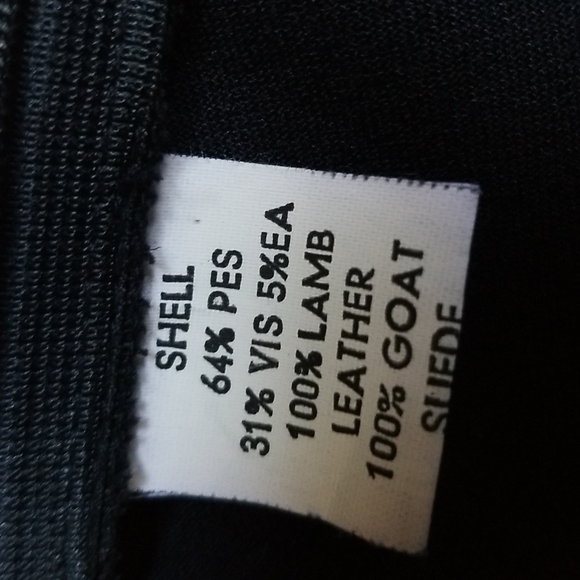 SHELL
64% PES
31% VIS 5%EA
100% LAMB
LEATHER
100% GOAT
SUEDE